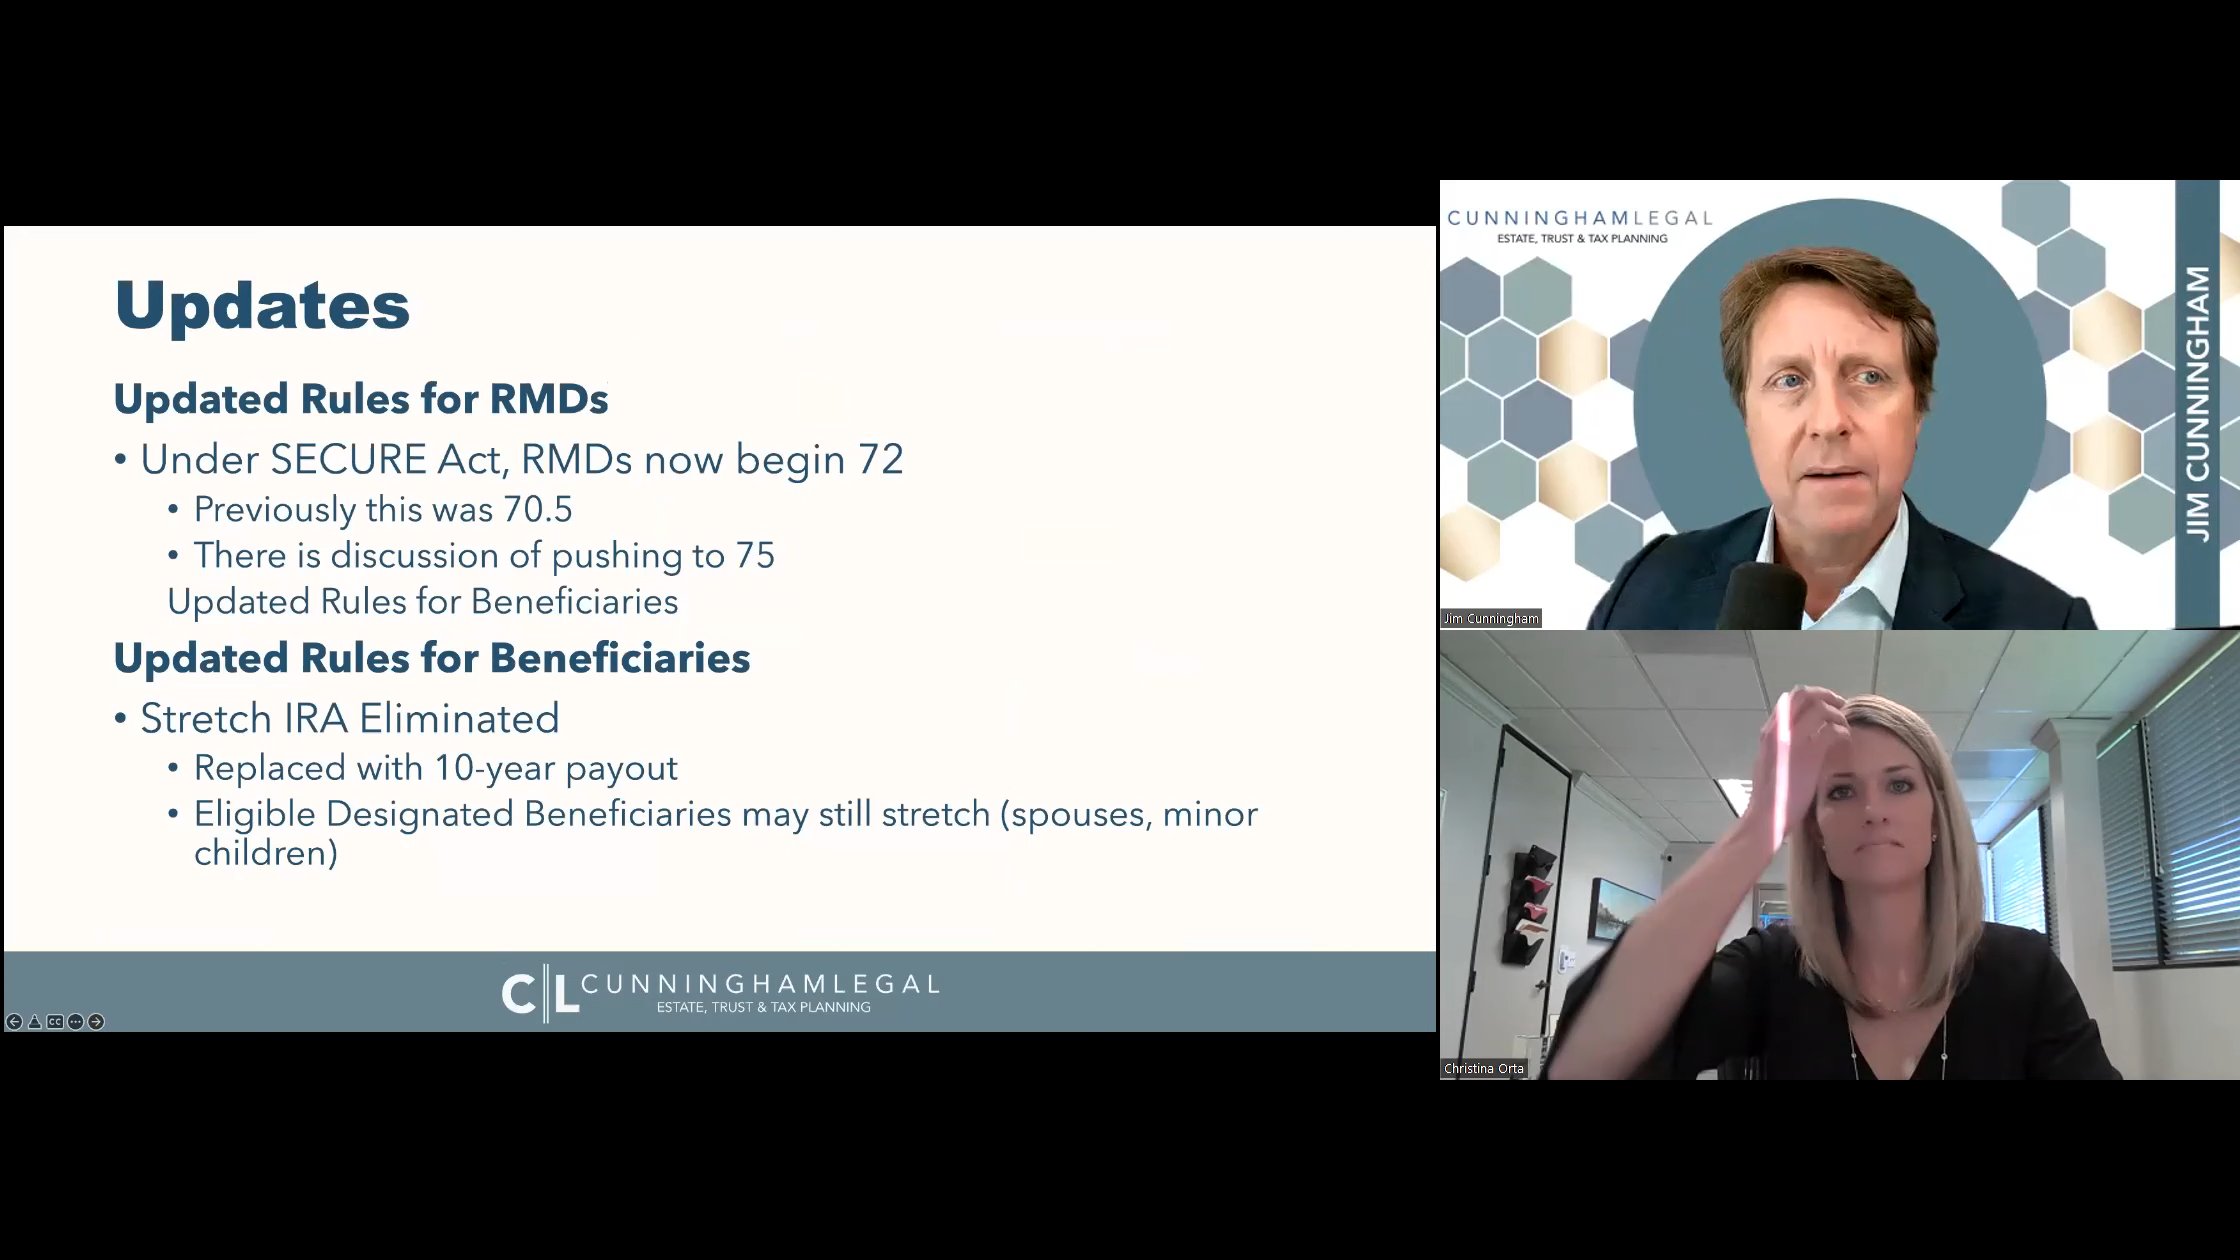 Updates
Updated Rules for RMDs
• Under SECURE Act, RMDs now begin 72
• Previously this was 70.5
• There is discussion of pushing to 75
Updated Rules for Beneficiaries
Updated Rules for Beneficiaries
• Stretch IRA Eliminated
• Replaced with 10-year payout
• Eligible Designated Beneficiaries may still stretch (spouses, minor
children)
CL CUNNINGHAMLEGAL
ESTATE, TRUST & TAX PLANNING
CC
CUNNINGHAMLEGAL
ESTATE, TRUST & TAX PLANNING
JIM CUNNINGHAM
Jim Cunningham
Christina Orta